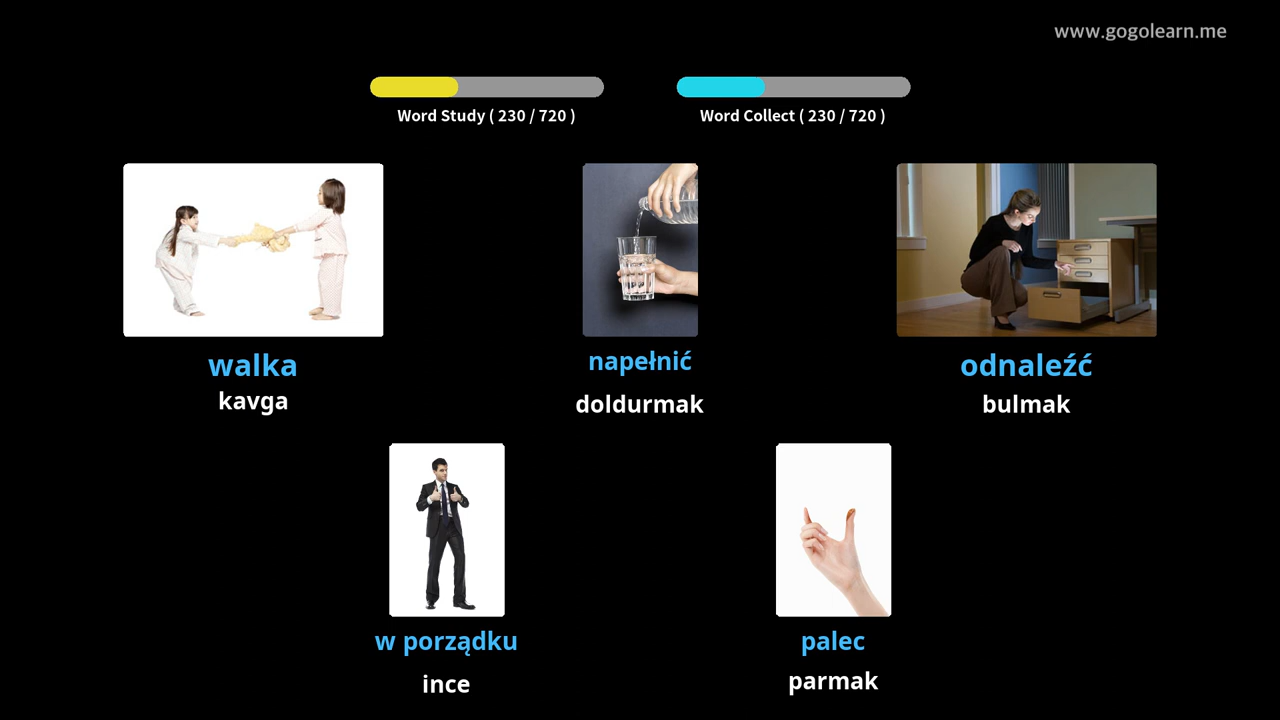 www.gogolearn.me
Word Study ( 230 / 720 )
Word Collect ( 230 / 720 )
walka
kavga
napełnić
doldurmak
odnaleźć
bulmak
w porządku
ince
palec
parmak